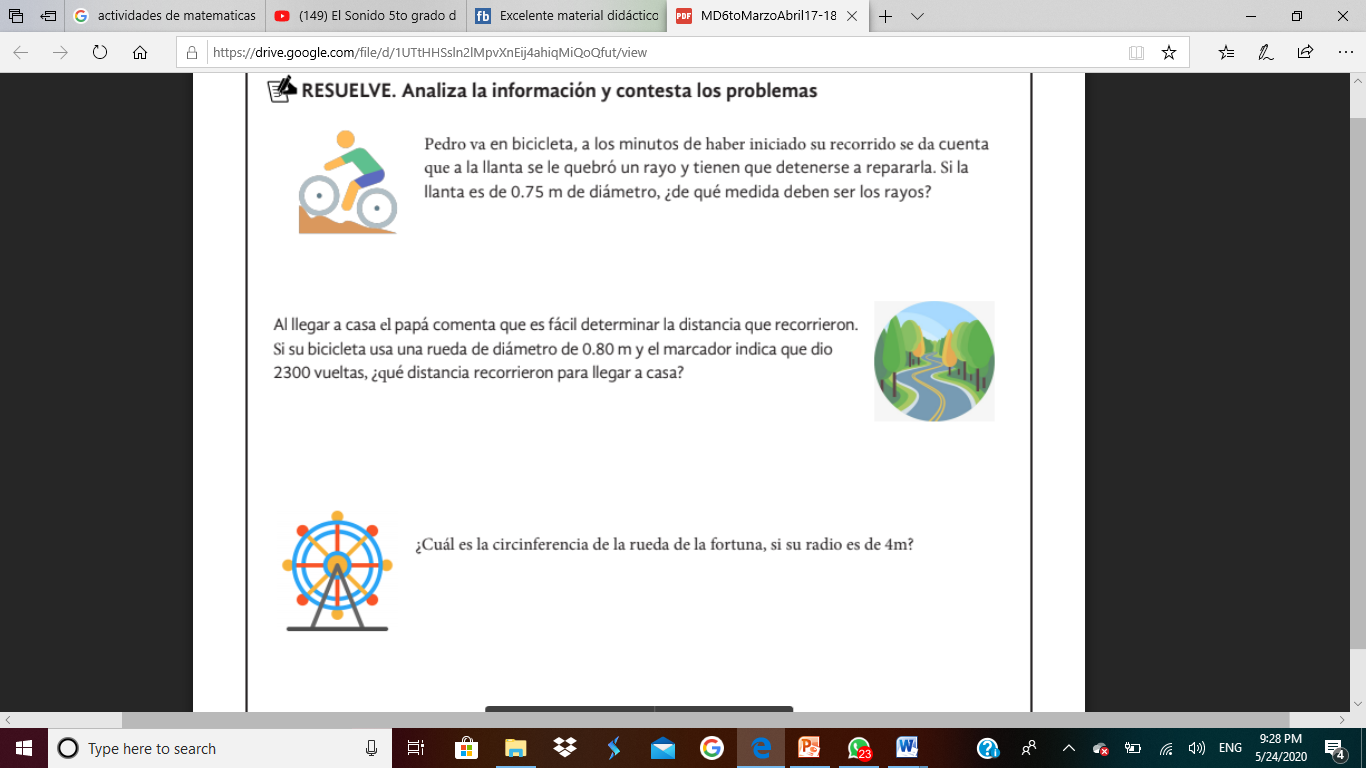 actividades de matematicas
(149) El Sonido 5to grado d
Excelente material didáctico
PDF
MD6toMarzoAbril17-18
https://drive.google.com/file/d/1UTtHHSsln2lMpvXnEij4ahiqMiQoQfut/view
RESUELVE. Analiza la información y contesta los problemas
Pedro va en bicicleta, a los minutos de haber iniciado su recorrido se da cuenta
que a la llanta se le quebró un rayo y tienen que detenerse a repararla. Si la
llanta es de 0.75 m de diámetro, ¿de qué medida deben ser los rayos?
Al llegar a casa el papá comenta que es fácil determinar la distancia que recorrieron.
Si su bicicleta usa una rueda de diámetro de 0.80 m y el marcador indica que dio
2300 vueltas, ¿qué distancia recorrieron para llegar a casa?
¿Cuál es la circinferencia de la rueda de la fortuna, si su radio es de 4m?
Type here to search
23
ENG
9:28 PM
5/24/2020
4